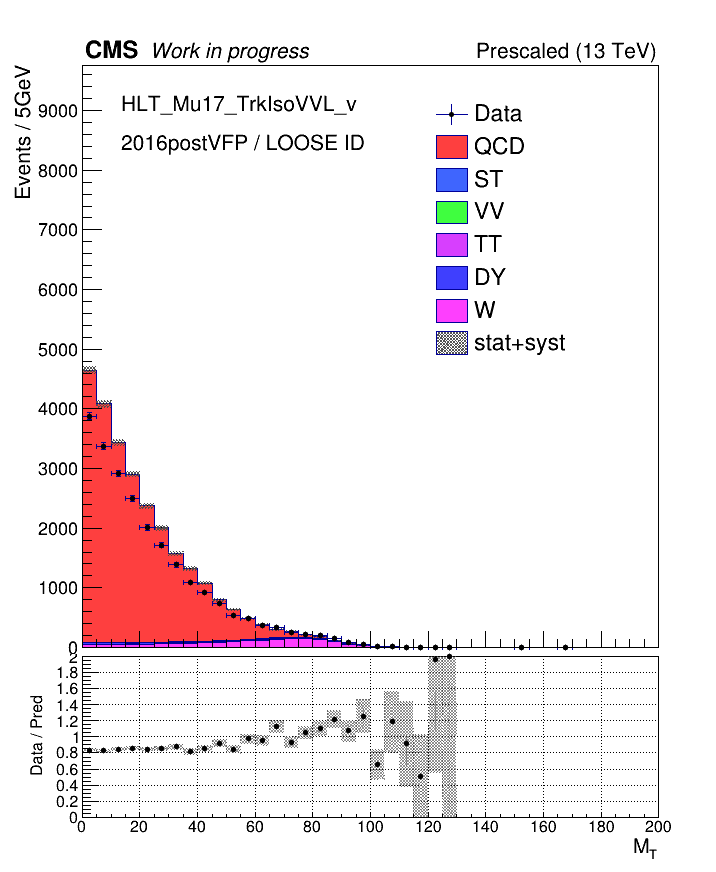 CMS Work in progress Prescaled (13 TeV)
Events / 5GeV
HLT_Mu17_TrkIsoVVL_v
2016postVFP / LOOSE ID
Data
QCD
ST
VV
TT
DY
W
stat+syst
9000
8000
7000
6000
5000
4000
3000
2000
1000
0
Data / Pred
2
1.8
1.6
1.4
1.2
1
0.8
0.6
0.4
0.2
0
0 20 40 60 80 100 120 140 160 180 200
M_T